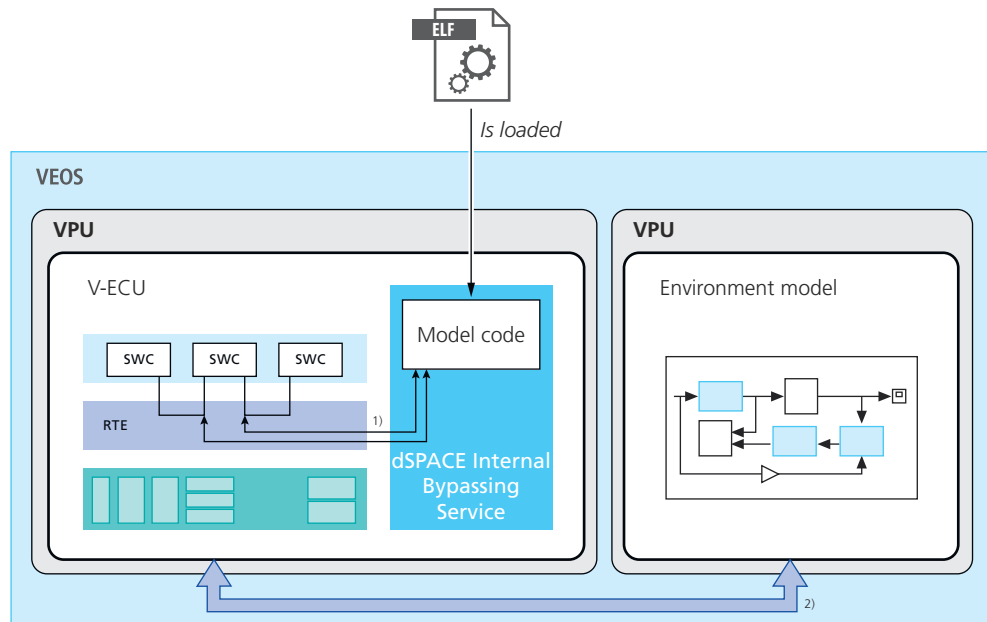 ELF
Is loaded
VEOS
VPU
VPU
V-ECU
Environment model
Model code
SWC
SWC
SWC
RTE
1)
dSPACE Internal
Bypassing
Service
2)